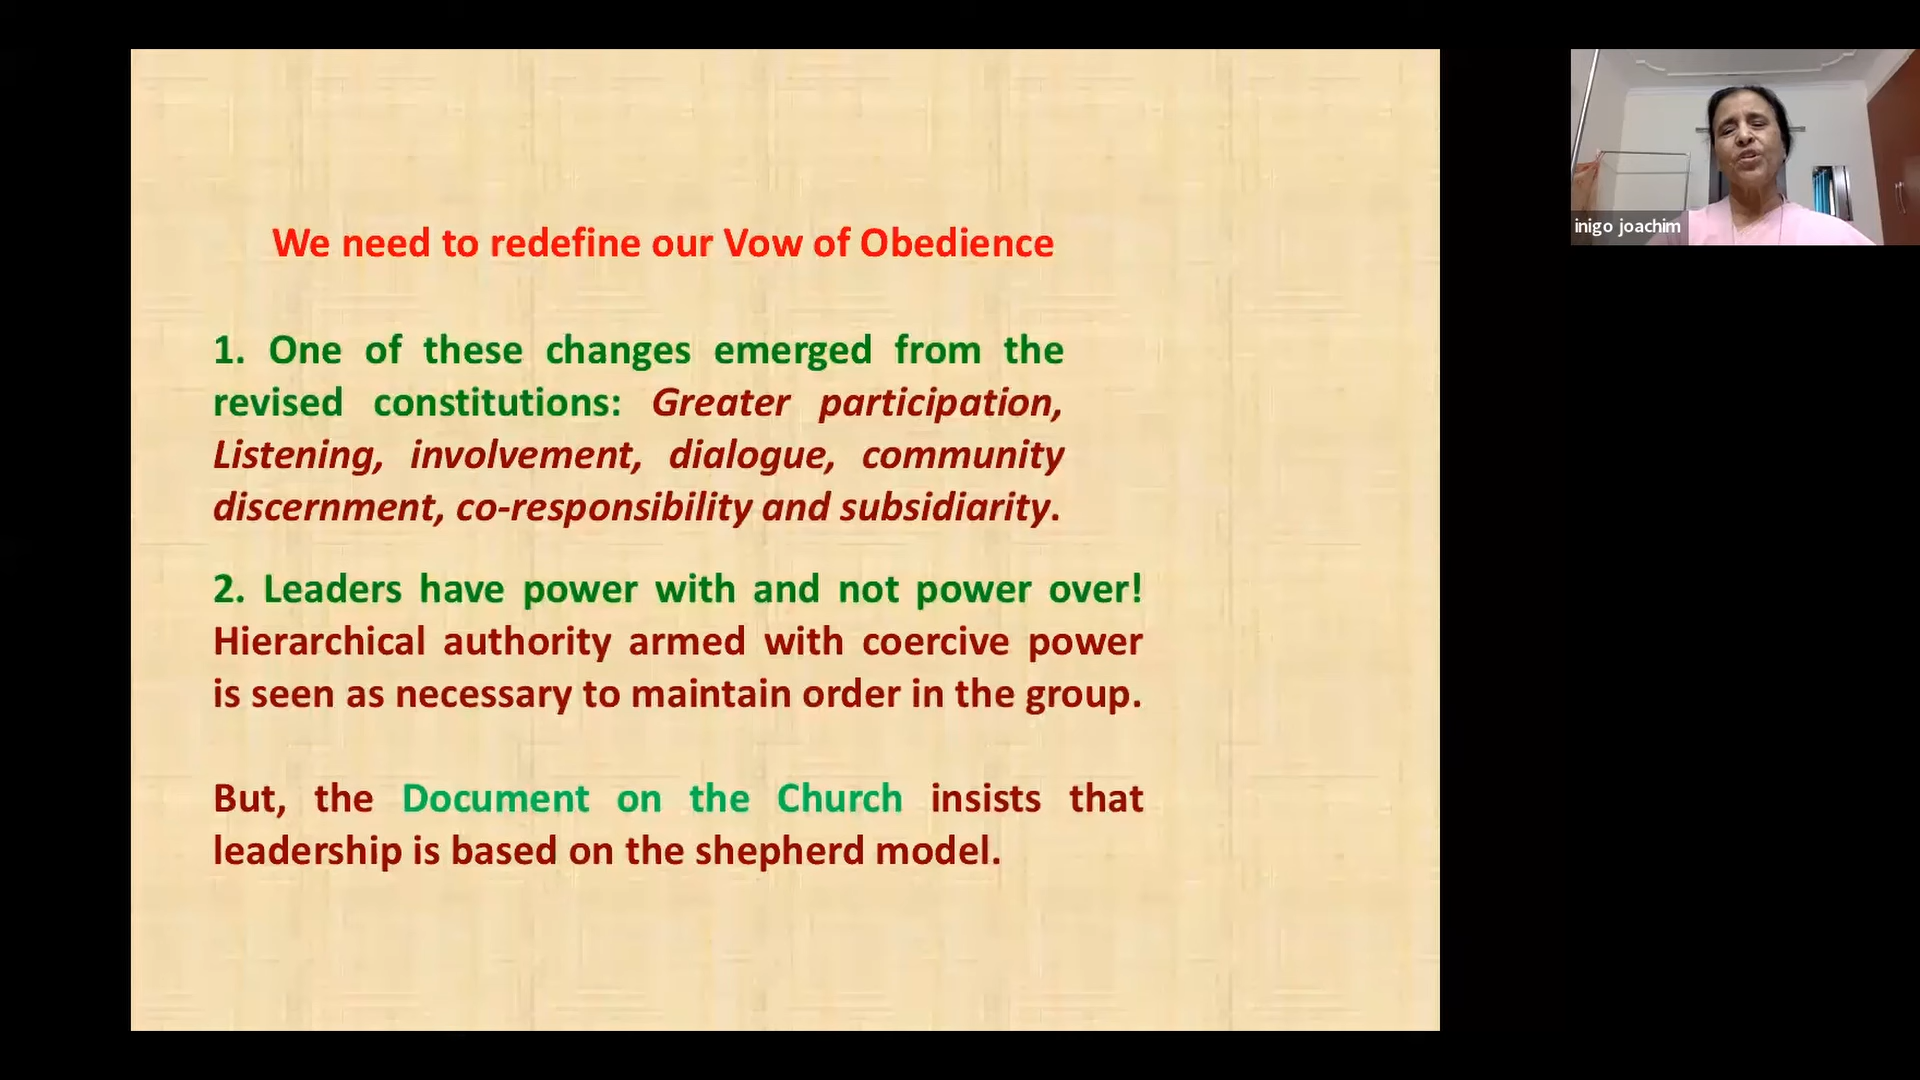 We need to redefine our Vow of Obedience
1. One of these changes emerged from the
revised constitutions: Greater participation,
Listening, involvement, dialogue, community
discernment, co-responsibility and subsidiarity.
2. Leaders have power with and not power over!
Hierarchical authority armed with coercive power
is seen as necessary to maintain order in the group.
But, the Document on the Church insists that
leadership is based on the shepherd model.
inigo joachim